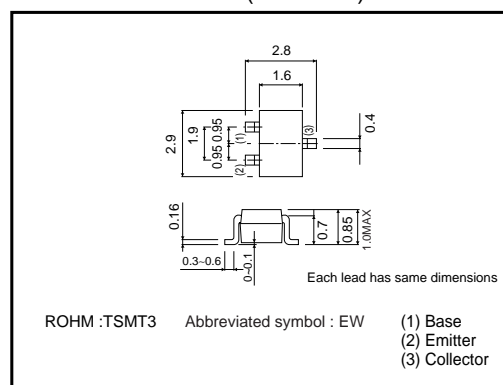 2.8
1.6
2.9
1.9
0.95 0.95
(1)
(2)
(3)
0.4
0.16
0.3~0.6
0~0.1
0.7
0.85
1.0MAX
Each lead has same dimensions
ROHM :TSMT3 Abbreviated symbol : EW (1) Base
(2) Emitter
(3) Collector